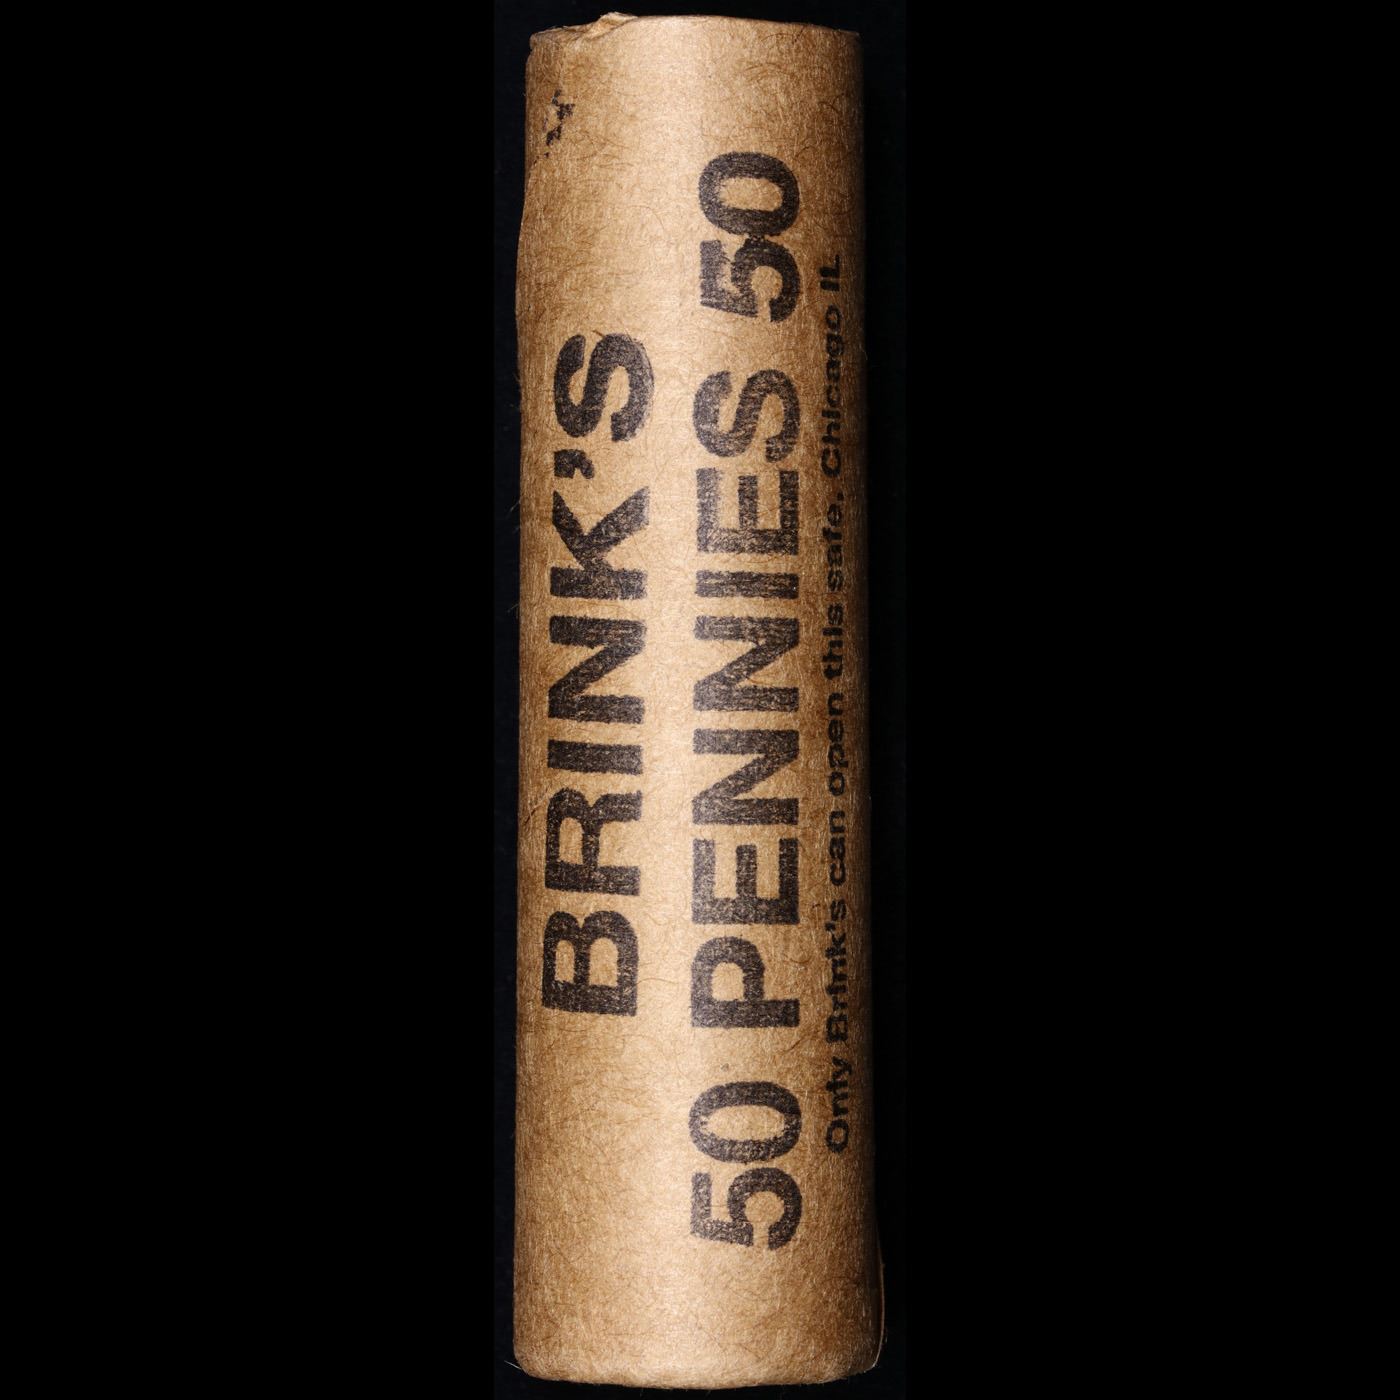 BRINK'S
50 PENNIES 50
Only Brink's can open this safe. Chicago IL